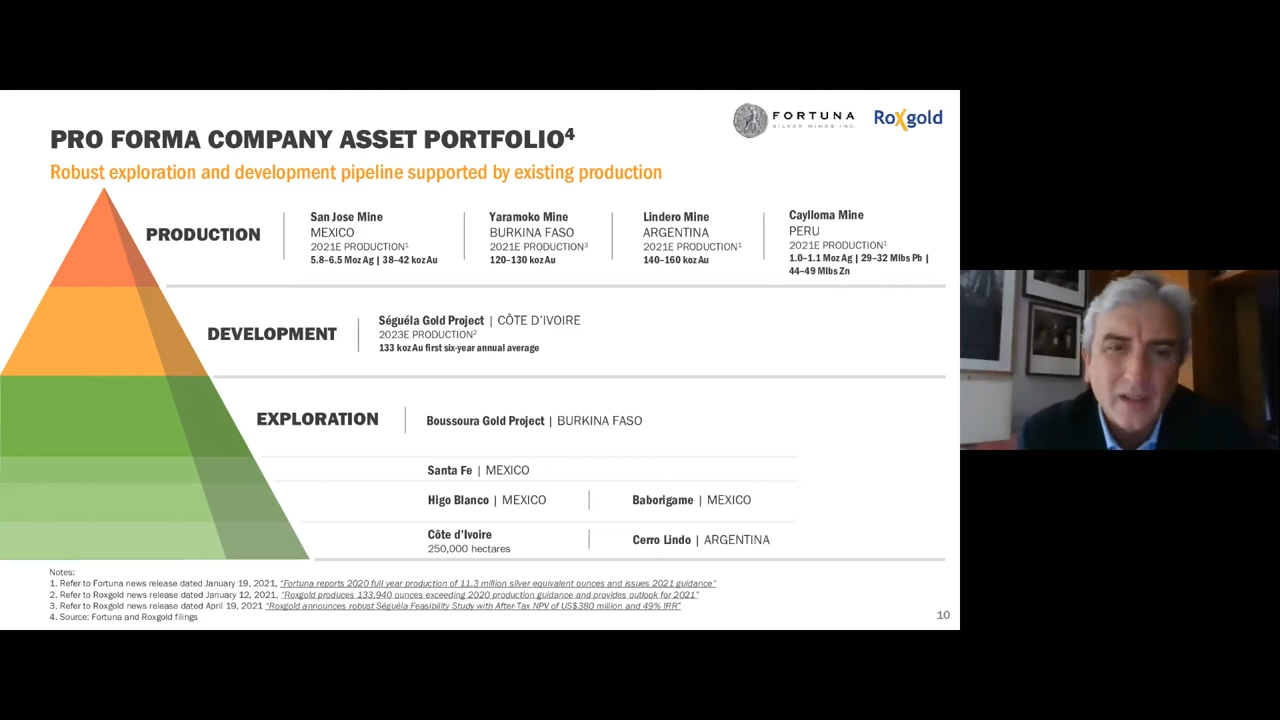 FORTUNA
SILVER MINES INC.
Roxgold
PRO FORMA COMPANY ASSET PORTFOLIO4
Robust exploration and development pipeline supported by existing production
PRODUCTION
San Jose Mine
MEXICO
2021E PRODUCTION1
5.8–6.5 Moz Ag | 38–42 koz Au
Yaramoko Mine
BURKINA FASO
2021E PRODUCTION3
120–130 koz Au
Lindero Mine
ARGENTINA
2021E PRODUCTION1
140–160 koz Au
Caylloma Mine
PERU
2021E PRODUCTION1
1.0–1.1 Moz Ag | 29–32 Mlbs Pb |
44–49 Mlbs Zn
DEVELOPMENT
Séguéla Gold Project | CÔTE D'IVOIRE
2023E PRODUCTION2
133 koz Au first six-year annual average
EXPLORATION
Boussoura Gold Project | BURKINA FASO
Santa Fe | MEXICO
Higo Blanco | MEXICO
Baborigame | MEXICO
Côte d'Ivoire
250,000 hectares
Cerro Lindo | ARGENTINA
Notes:
1. Refer to Fortuna news release dated January 19, 2021, "Fortuna reports 2020 full year production of 11.3 million silver equivalent ounces and issues 2021 guidance"
2. Refer to Roxgold news release dated January 12, 2021, "Roxgold produces 133,940 ounces exceeding 2020 production guidance and provides outlook for 2021"
3. Refer to Roxgold news release dated April 19, 2021 "Roxgold announces robust Séguéla Feasibility Study with After-Tax NPV of US$380 million and 49% IRR"
4. Source: Fortuna and Roxgold filings
10